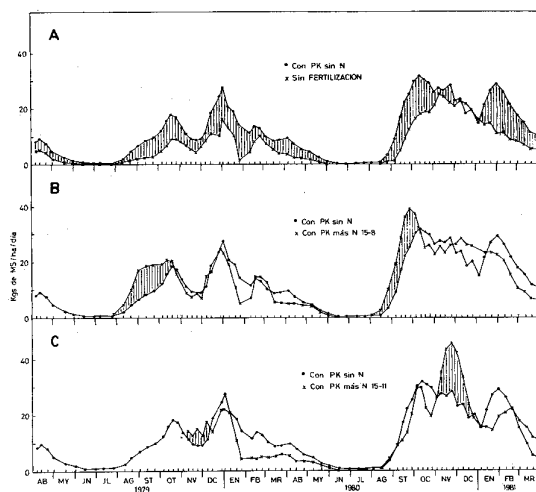 A
• Con PK sin N
x Sin FERTILIZACION
40
20
0
B
• Con PK sin N
x Con PK más N 15-8
40
20
0
Kgs de MS/ha/día
C
• Con PK sin N
x Con PK más N 15-11
40
20
0
AB MY JN JL AG ST OT NV DC EN FB MR AB MY JN JL AG ST OC NV DC EN FB MR
1979 1980 1981